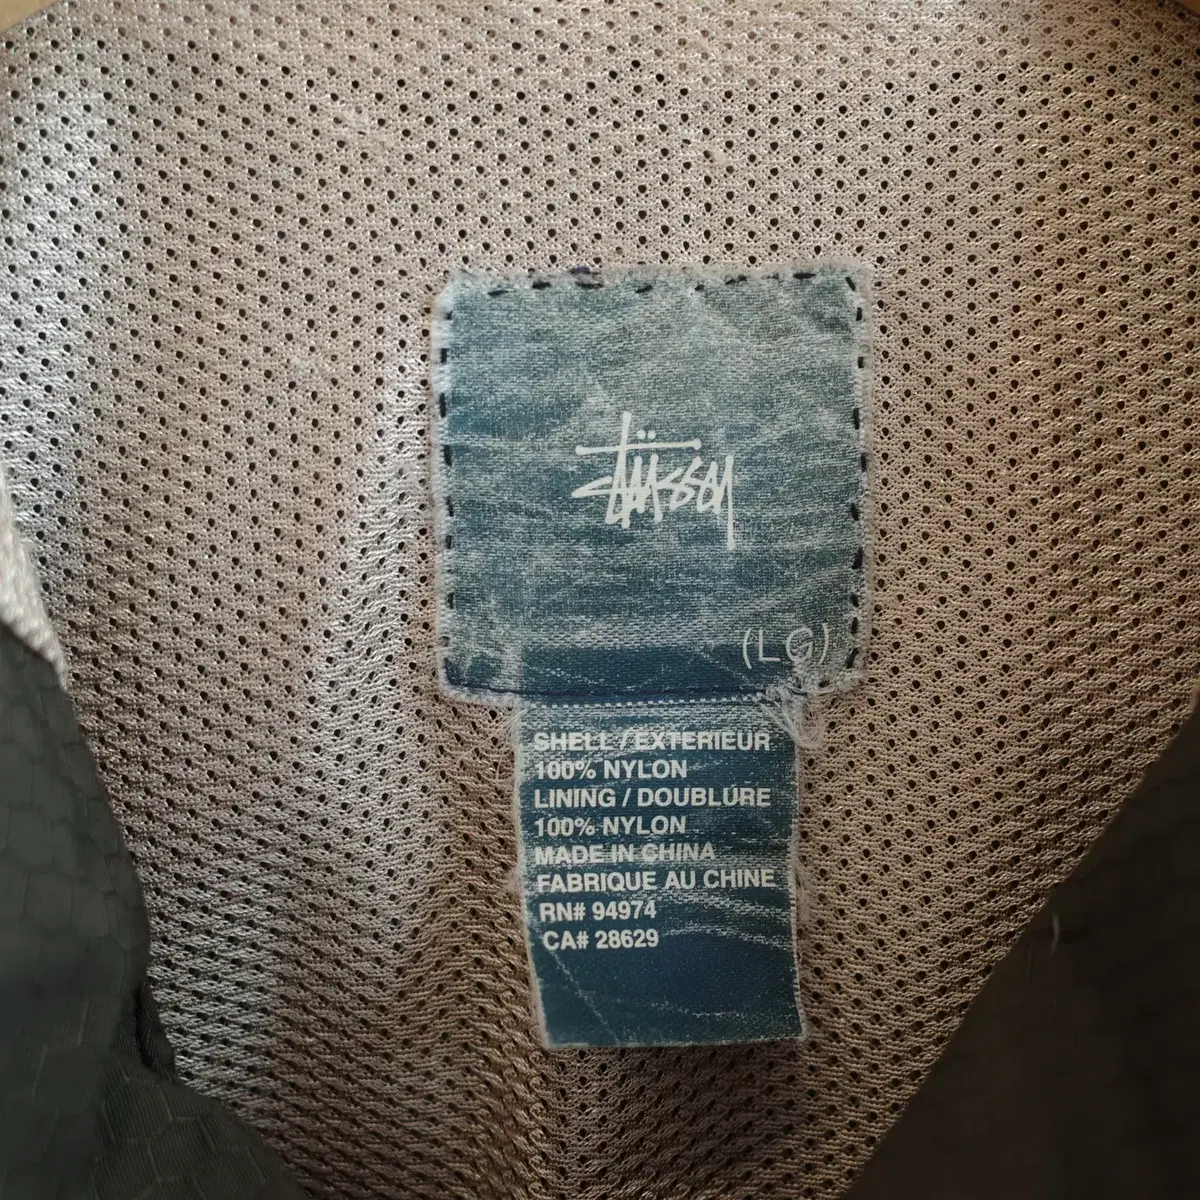 stüssy
(LG)
SHELL / EXTERIEUR
100% NYLON
LINING / DOUBLURE
100% NYLON
MADE IN CHINA
FABRIQUE AU CHINE
RN# 94974
CA# 28629